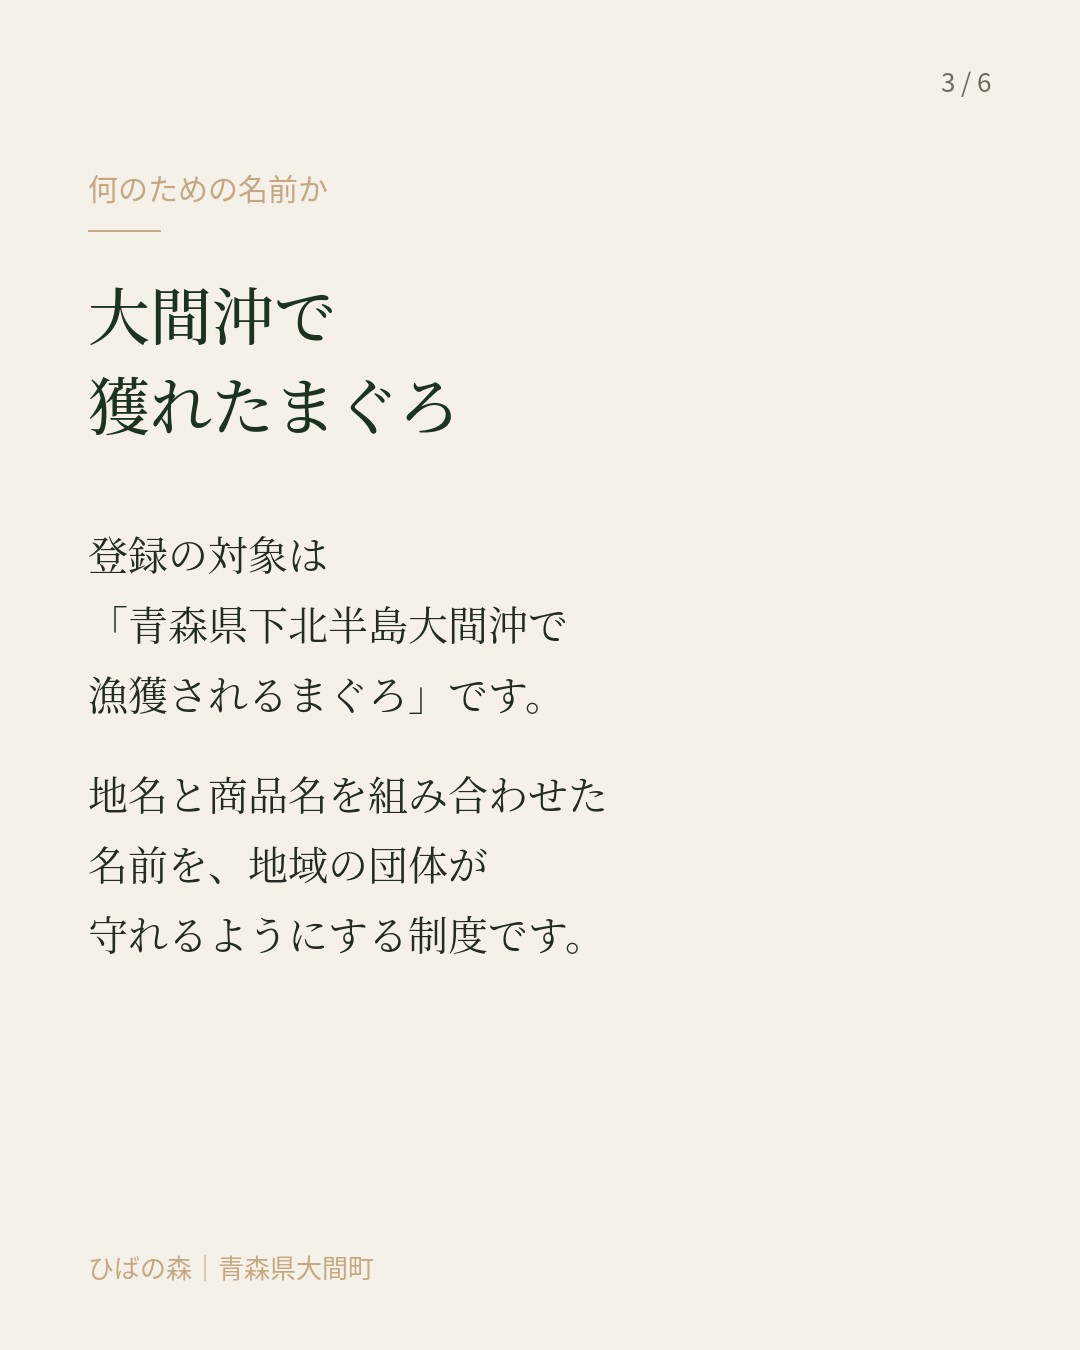 3 / 6
何のための名前か
大間沖で
獲れたまぐろ
登録の対象は
「青森県下北半島大間沖で
漁獲されるまぐろ」です。
地名と商品名を組み合わせた
名前を、地域の団体が
守れるようにする制度です。
ひばの森｜青森県大間町